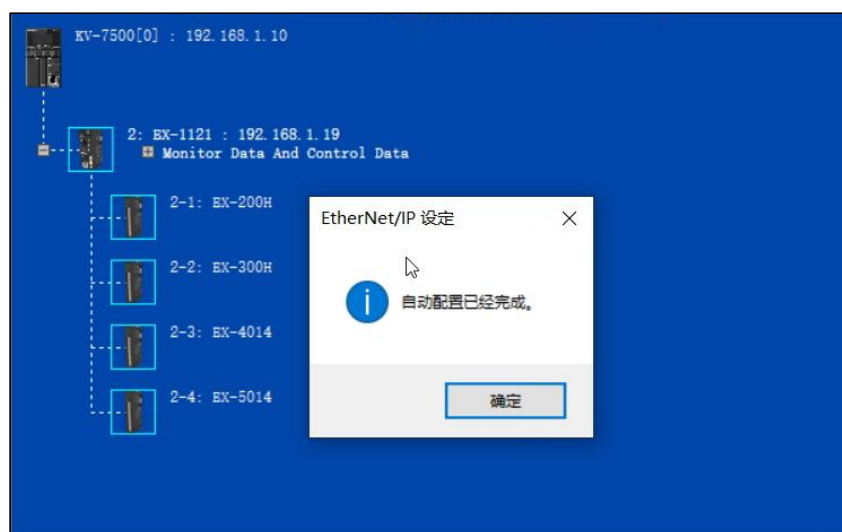 KV-7500[0] : 192.168.1.10
2: EX-1121 : 192.168.1.19
Monitor Data And Control Data
2-1: EX-200H
2-2: EX-300H
2-3: EX-4014
2-4: EX-5014
EtherNet/IP 设定
自动配置已经完成。
确定